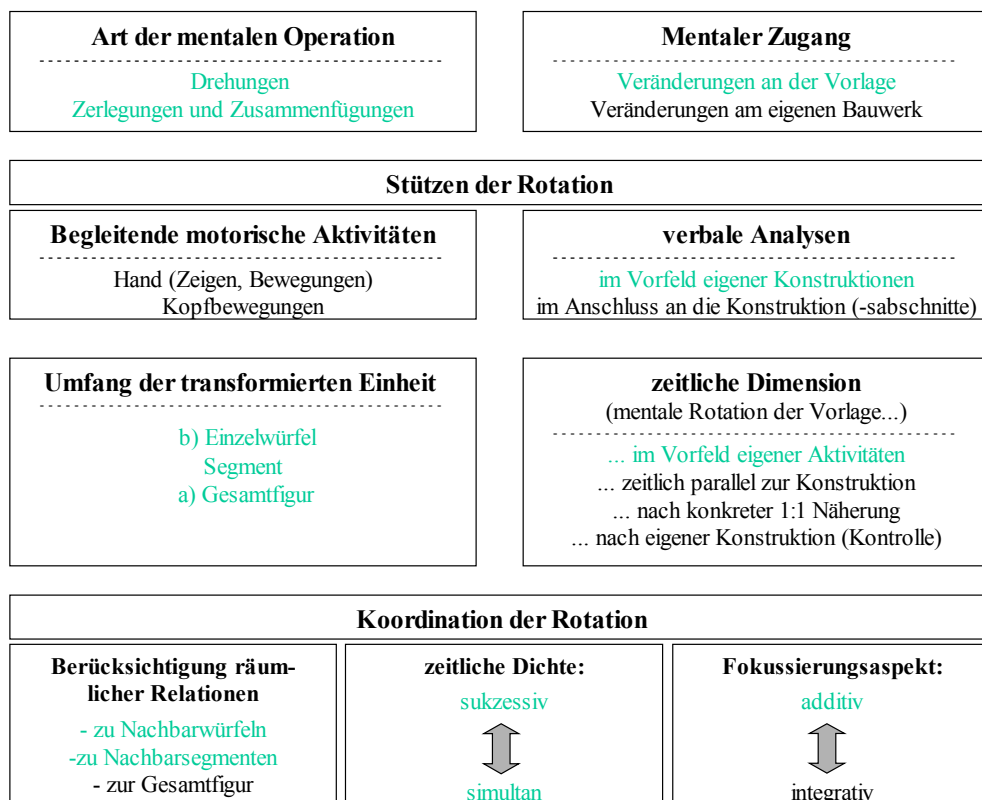 Art der mentalen Operation
Drehungen
Zerlegungen und Zusammenfügungen
Mentaler Zugang
Veränderungen an der Vorlage
Veränderungen am eigenen Bauwerk
Stützen der Rotation
Begleitende motorische Aktivitäten
Hand (Zeigen, Bewegungen)
Kopfbewegungen
verbale Analysen
im Vorfeld eigener Konstruktionen
im Anschluss an die Konstruktion (-sabschnitte)
Umfang der transformierten Einheit
b) Einzelwürfel
Segment
a) Gesamtfigur
zeitliche Dimension
(mentale Rotation der Vorlage...)
... im Vorfeld eigener Aktivitäten
... zeitlich parallel zur Konstruktion
... nach konkreter 1:1 Näherung
... nach eigener Konstruktion (Kontrolle)
Koordination der Rotation
Berücksichtigung räum-
licher Relationen
- zu Nachbarwürfeln
-zu Nachbarsegmenten
- zur Gesamtfigur
zeitliche Dichte:
sukzessiv
simultan
Fokussierungsaspekt:
additiv
integrativ